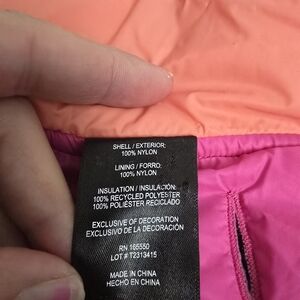 SHELL / EXTERIOR:
100% NYLON
LINING / FORRO:
100% NYLON
INSULATION / INSULACIÓN:
100% RECYCLED POLYESTER
100% POLIÉSTER RECICLADO
EXCLUSIVE OF DECORATION
EXCLUSIVO DE LA DECORACIÓN
RN 165550
LOT # T2313415
MADE IN CHINA
HECHO EN CHINA